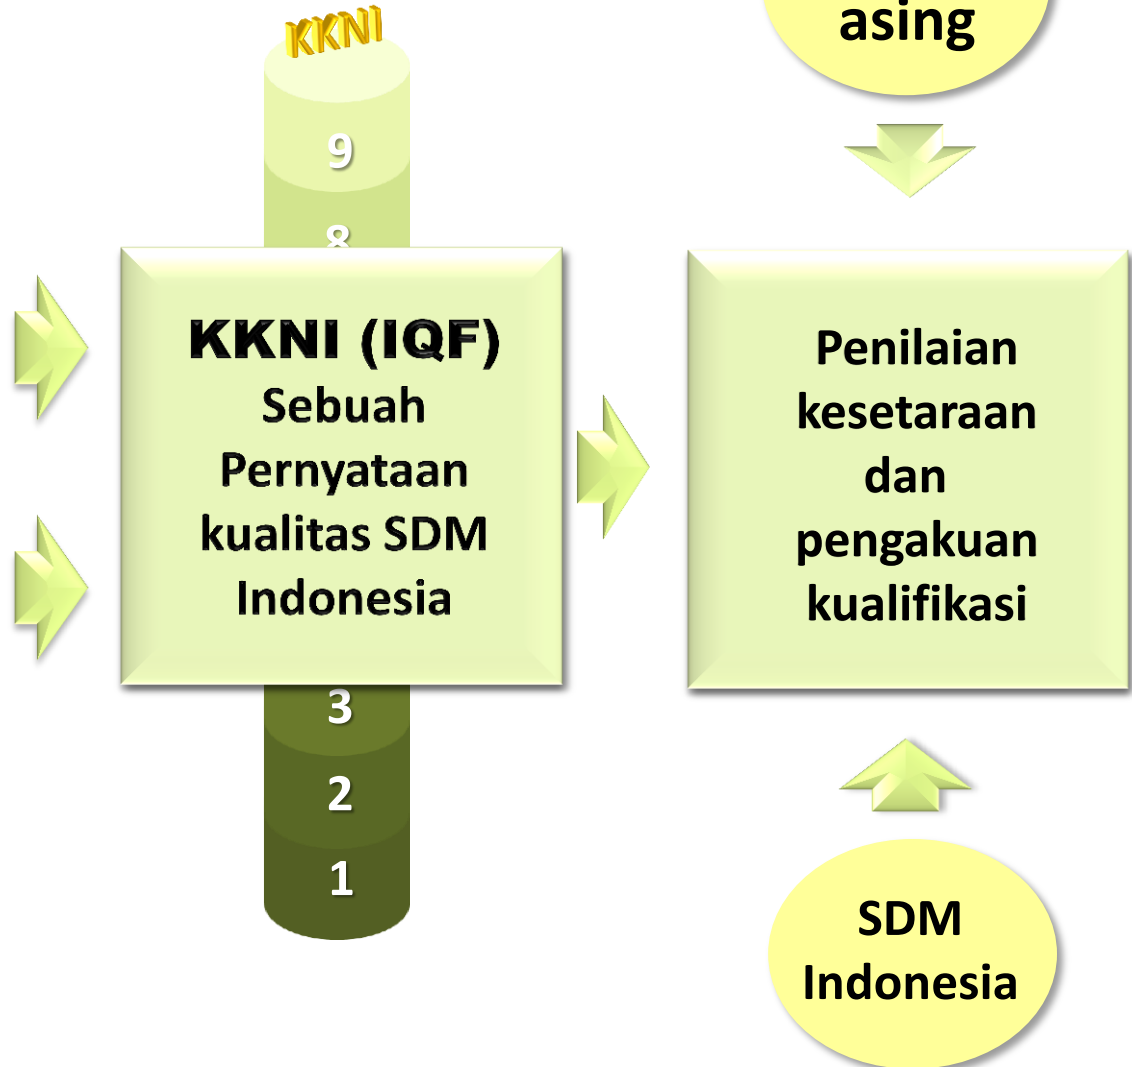 KKNI
asing
9
8
KKNI (IQF)
Sebuah
Pernyataan
kualitas SDM
Indonesia
Penilaian
kesetaraan
dan
pengakuan
kualifikasi
3
2
1
SDM
Indonesia